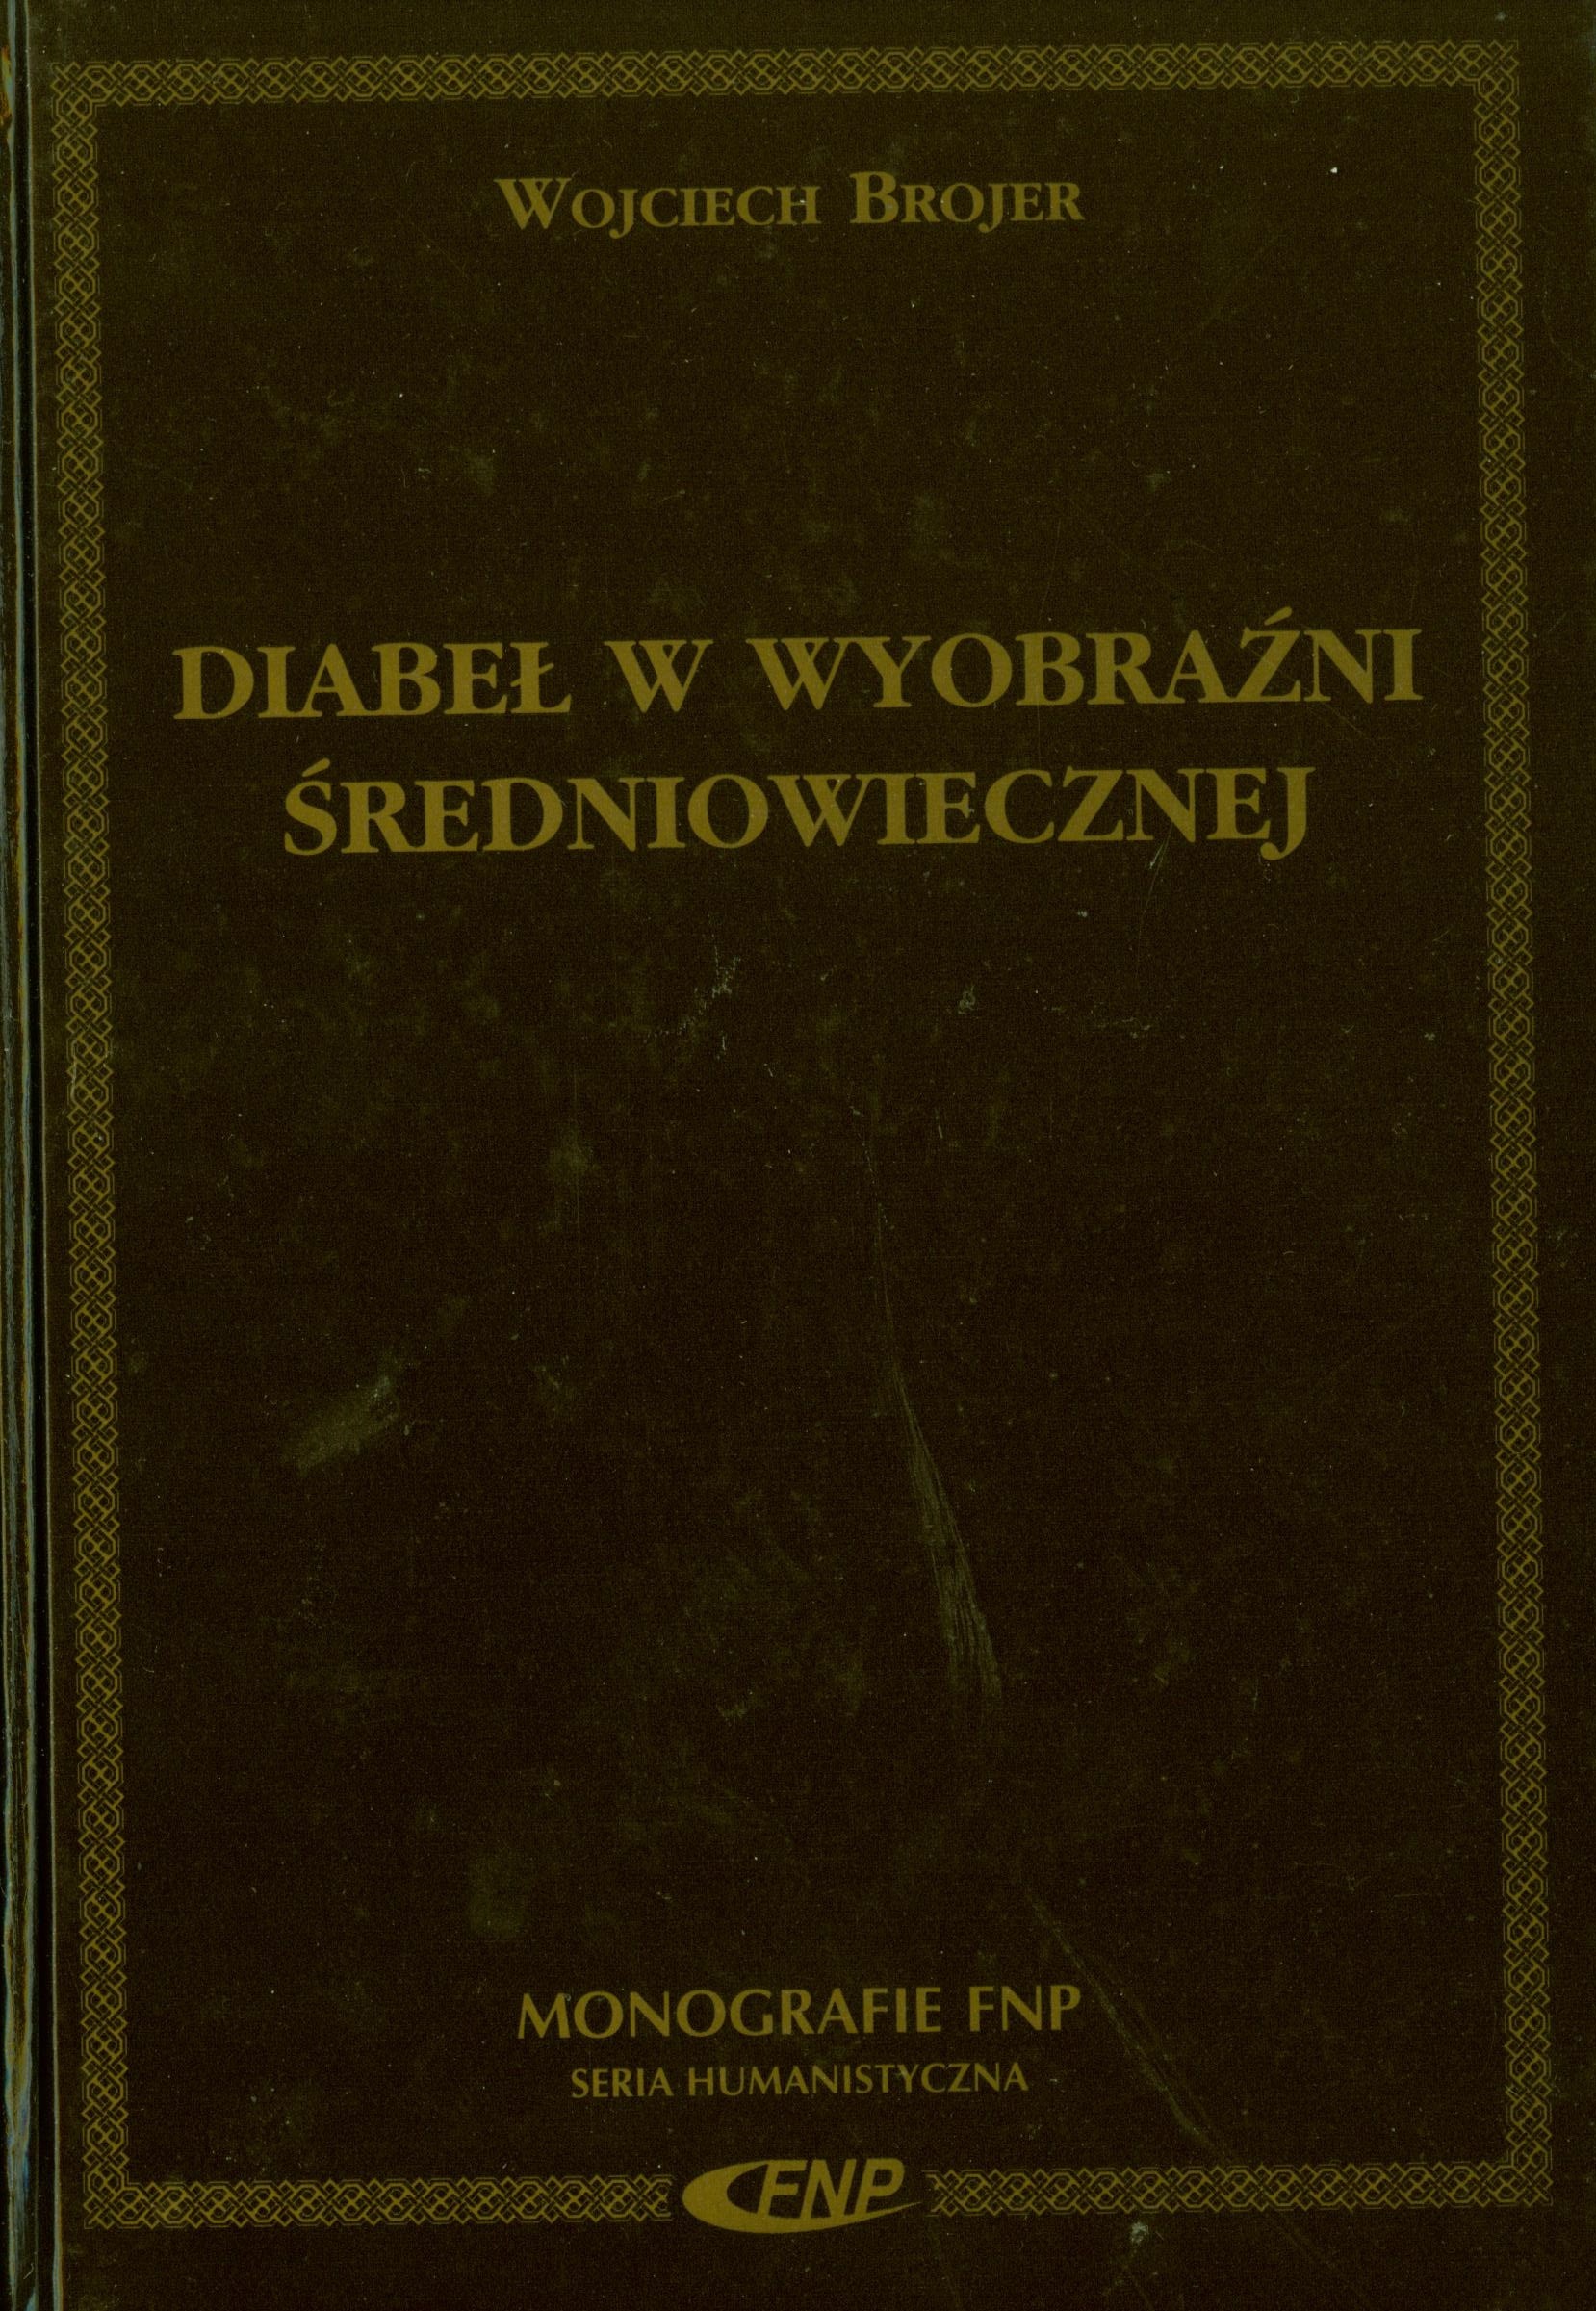 WOJCIECH BROJER
DIABEŁ W WYOBRAŹNI
ŚREDNIOWIECZNEJ
MONOGRAFIE FNP
SERIA HUMANISTYCZNA
FNP